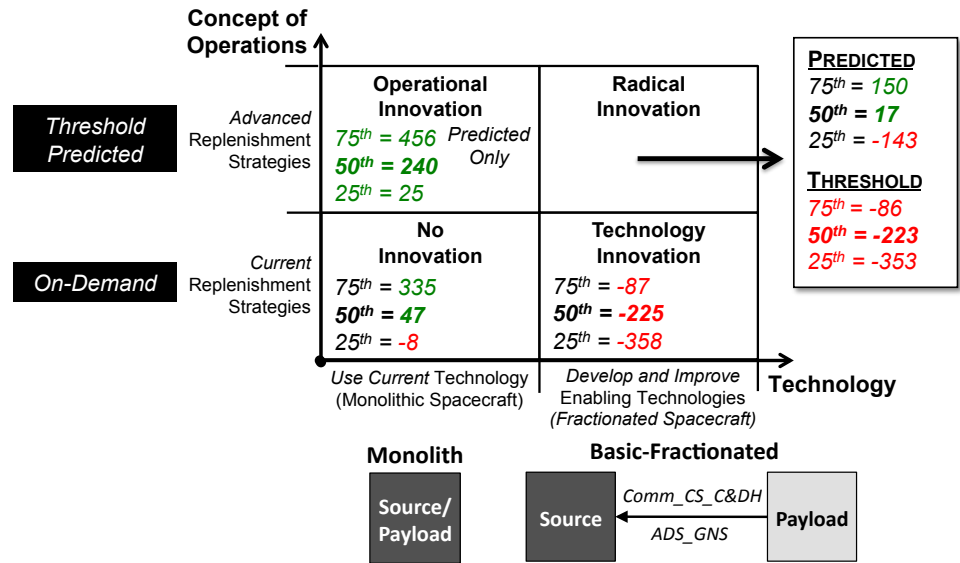 Concept of
Operations
Threshold
Predicted
Advanced
Replenishment
Strategies
Operational
Innovation
75th = 456
Predicted
Only
50th = 240
25th = 25
Radical
Innovation
PREDICTED
75th = 150
50th = 17
25th = -143
THRESHOLD
75th = -86
50th = -223
25th = -353
On-Demand
Current
Replenishment
Strategies
No
Innovation
75th = 335
50th = 47
25th = -8
Technology
Innovation
75th = -87
50th = -225
25th = -358
Use Current Technology
(Monolithic Spacecraft)
Develop and Improve
Enabling Technologies
(Fractionated Spacecraft)
Technology
Monolith
Source/
Payload
Basic-Fractionated
Source
Comm_CS_C&DH
ADS_GNS
Payload